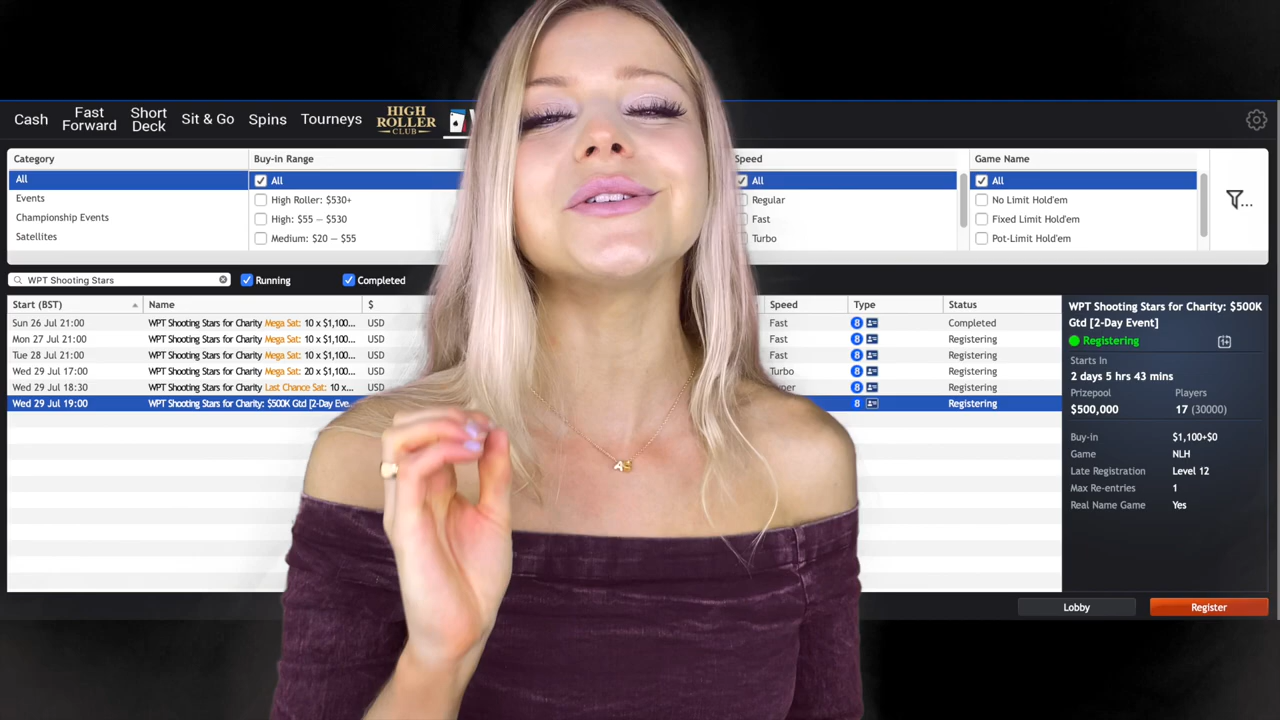 Cash
Fast Forward
Short Deck
Sit & Go
Spins
Tourneys
HIGH ROLLER CLUB
Category
Buy-in Range
Speed
Game Name
All
All
All
All
Events
High Roller: $530+
Regular
No Limit Hold'em
Championship Events
High: $55 – $530
Fast
Fixed Limit Hold'em
Satellites
Medium: $20 – $55
Turbo
Pot-Limit Hold'em
WPT Shooting Stars
Running
Completed
Start (BST) Name $ Speed Type Status
Sun 26 Jul 21:00 WPT Shooting Stars for Charity Mega Sat: 10 x $1,100... USD Fast 8 Completed
Mon 27 Jul 21:00 WPT Shooting Stars for Charity Mega Sat: 10 x $1,100... USD Fast 8 Registering
Tue 28 Jul 21:00 WPT Shooting Stars for Charity Mega Sat: 10 x $1,100... USD Fast 8 Registering
Wed 29 Jul 17:00 WPT Shooting Stars for Charity Mega Sat: 20 x $1,100... USD Turbo 8 Registering
Wed 29 Jul 18:30 WPT Shooting Stars for Charity Last Chance Sat: 10 x... USD 8 Registering
Wed 29 Jul 19:00 WPT Shooting Stars for Charity: $500K Gtd [2-Day Eve... 8 Registering
WPT Shooting Stars for Charity: $500K
Gtd [2-Day Event]
Registering
Starts In
2 days 5 hrs 43 mins
Prizepool Players
$500,000 17 (30000)
Buy-in $1,100+$0
Game NLH
Late Registration Level 12
Max Re-entries 1
Real Name Game Yes
Lobby
Register